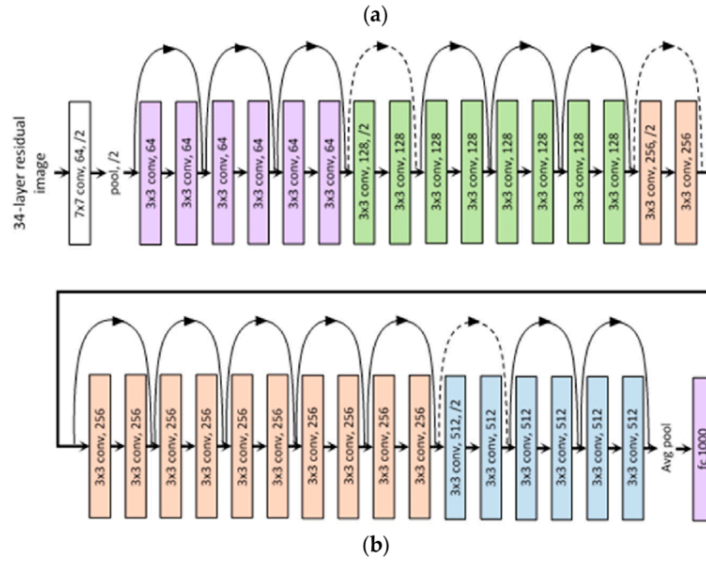 (a)
34-layer residual
image
7x7 conv, 64, /2
pool, /2
3x3 conv, 64
3x3 conv, 64
3x3 conv, 64
3x3 conv, 64
3x3 conv, 64
3x3 conv, 64
3x3 conv, 128, /2
3x3 conv, 128
3x3 conv, 128
3x3 conv, 128
3x3 conv, 128
3x3 conv, 128
3x3 conv, 128
3x3 conv, 128
3x3 conv, 256, /2
3x3 conv, 256
3x3 conv, 256
3x3 conv, 256
3x3 conv, 256
3x3 conv, 256
3x3 conv, 256
3x3 conv, 256
3x3 conv, 256
3x3 conv, 256
3x3 conv, 256
3x3 conv, 256
3x3 conv, 512, /2
3x3 conv, 512
3x3 conv, 512
3x3 conv, 512
3x3 conv, 512
3x3 conv, 512
Avg pool
fc 1000
(b)